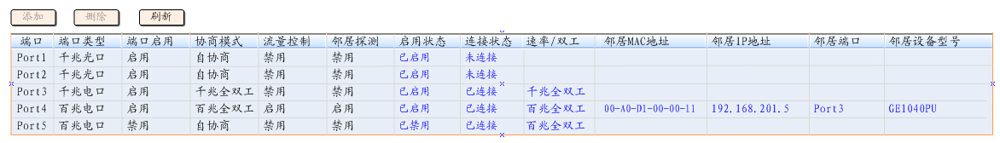 添加 删除 刷新
端口 端口类型 端口启用 协商模式 流量控制 邻居探测 启用状态 连接状态 速率/双工 邻居MAC地址 邻居IP地址 邻居端口 邻居设备型号
Port1 千兆光口 启用 自协商 禁用 禁用 已启用 未连接
Port2 千兆光口 启用 自协商 禁用 禁用 已启用 未连接
Port3 千兆电口 启用 千兆全双工 禁用 禁用 已启用 已连接 千兆全双工
Port4 百兆电口 启用 百兆全双工 启用 启用 已启用 已连接 百兆全双工 00-A0-D1-00-00-11 192.168.201.5 Port3 GE1040PU
Port5 百兆电口 禁用 自协商 禁用 禁用 已禁用 已连接 百兆全双工